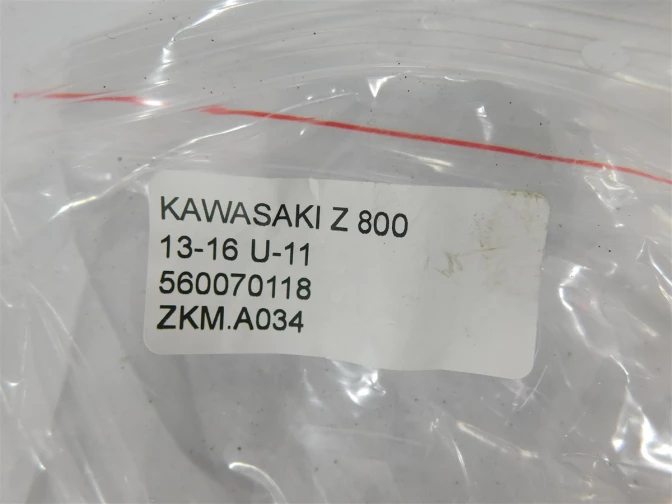 KAWASAKI Z 800
13-16 U-11
560070118
ZKM.A034